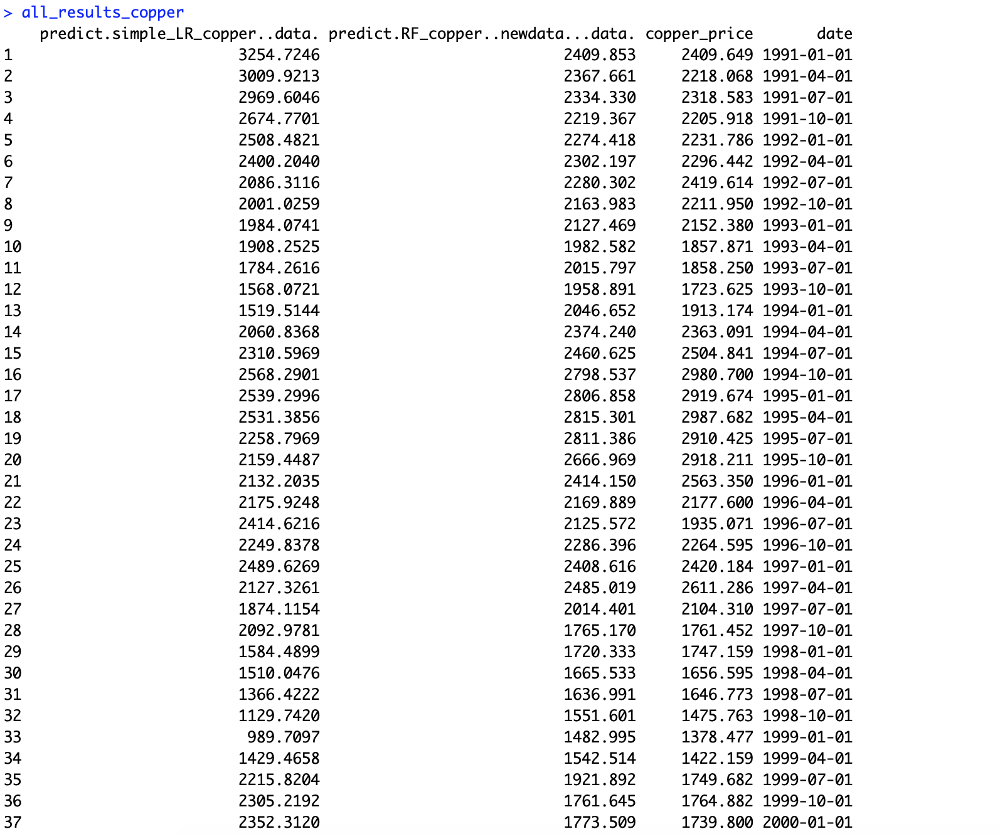 > all_results_copper
predict.simple_LR_copper..data. predict.RF_copper..newdata...data. copper_price date
1 3254.7246 2409.853 2409.649 1991-01-01
2 3009.9213 2367.661 2218.068 1991-04-01
3 2969.6046 2334.330 2318.583 1991-07-01
4 2674.7701 2219.367 2205.918 1991-10-01
5 2508.4821 2274.418 2231.786 1992-01-01
6 2400.2040 2302.197 2296.442 1992-04-01
7 2086.3116 2280.302 2419.614 1992-07-01
8 2001.0259 2163.983 2211.950 1992-10-01
9 1984.0741 2127.469 2152.380 1993-01-01
10 1908.2525 1982.582 1857.871 1993-04-01
11 1784.2616 2015.797 1858.250 1993-07-01
12 1568.0721 1958.891 1723.625 1993-10-01
13 1519.5144 2046.652 1913.174 1994-01-01
14 2060.8368 2374.240 2363.091 1994-04-01
15 2310.5969 2460.625 2504.841 1994-07-01
16 2568.2901 2798.537 2980.700 1994-10-01
17 2539.2996 2806.858 2919.674 1995-01-01
18 2531.3856 2815.301 2987.682 1995-04-01
19 2258.7969 2811.386 2910.425 1995-07-01
20 2159.4487 2666.969 2918.211 1995-10-01
21 2132.2035 2414.150 2563.350 1996-01-01
22 2175.9248 2169.889 2177.600 1996-04-01
23 2414.6216 2125.572 1935.071 1996-07-01
24 2249.8378 2286.396 2264.595 1996-10-01
25 2489.6269 2408.616 2420.184 1997-01-01
26 2127.3261 2485.019 2611.286 1997-04-01
27 1874.1154 2014.401 2104.310 1997-07-01
28 2092.9781 1765.170 1761.452 1997-10-01
29 1584.4899 1720.333 1747.159 1998-01-01
30 1510.0476 1665.533 1656.595 1998-04-01
31 1366.4222 1636.991 1646.773 1998-07-01
32 1129.7420 1551.601 1475.763 1998-10-01
33 989.7097 1482.995 1378.477 1999-01-01
34 1429.4658 1542.514 1422.159 1999-04-01
35 2215.8204 1921.892 1749.682 1999-07-01
36 2305.2192 1761.645 1764.882 1999-10-01
37 2352.3120 1773.509 1739.800 2000-01-01